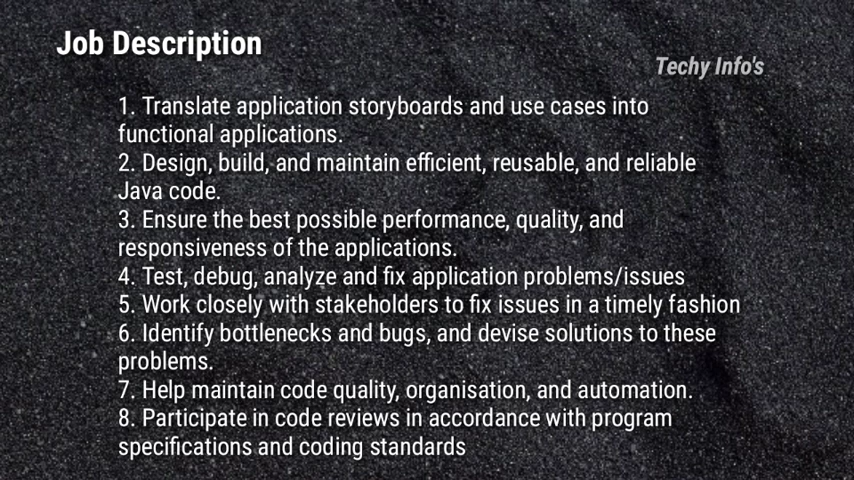 Job Description
Techy Info's
1. Translate application storyboards and use cases into
functional applications.
2. Design, build, and maintain efficient, reusable, and reliable
Java code.
3. Ensure the best possible performance, quality, and
responsiveness of the applications.
4. Test, debug, analyze and fix application problems/issues
5. Work closely with stakeholders to fix issues in a timely fashion
6. Identify bottlenecks and bugs, and devise solutions to these
problems.
7. Help maintain code quality, organisation, and automation.
8. Participate in code reviews in accordance with program
specifications and coding standards